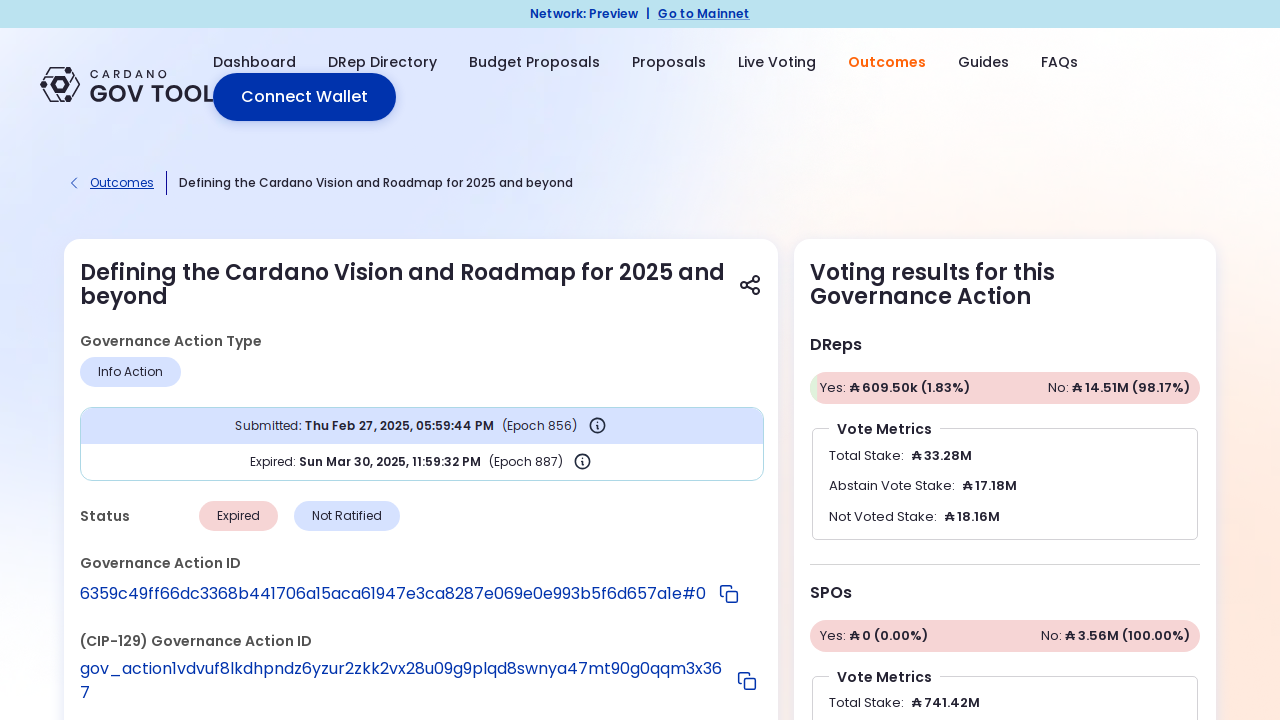 Network: Preview | Go to Mainnet
CARDANO
GOV TOOL
Dashboard DRep Directory Budget Proposals Proposals Live Voting Outcomes Guides FAQs
Connect Wallet
Outcomes
Defining the Cardano Vision and Roadmap for 2025 and beyond
Defining the Cardano Vision and Roadmap for 2025 and
beyond
Governance Action Type
Info Action
Submitted: Thu Feb 27, 2025, 05:59:44 PM (Epoch 856)
Expired: Sun Mar 30, 2025, 11:59:32 PM (Epoch 887)
Status Expired Not Ratified
Governance Action ID
6359c49ff66dc3368b441706a15aca61947e3ca8287e069e0e993b5f6d657a1e#0
(CIP-129) Governance Action ID
gov_action1vdvuf8lkdhpndz6yzur2zkk2vx28u09g9plqd8swnya47mt90g0qqm3x36
7
Voting results for this
Governance Action
DReps
Yes: ₳ 609.50k (1.83%) No: ₳ 14.51M (98.17%)
Vote Metrics
Total Stake: ₳ 33.28M
Abstain Vote Stake: ₳ 17.18M
Not Voted Stake: ₳ 18.16M
SPOs
Yes: ₳ 0 (0.00%) No: ₳ 3.56M (100.00%)
Vote Metrics
Total Stake: ₳ 741.42M